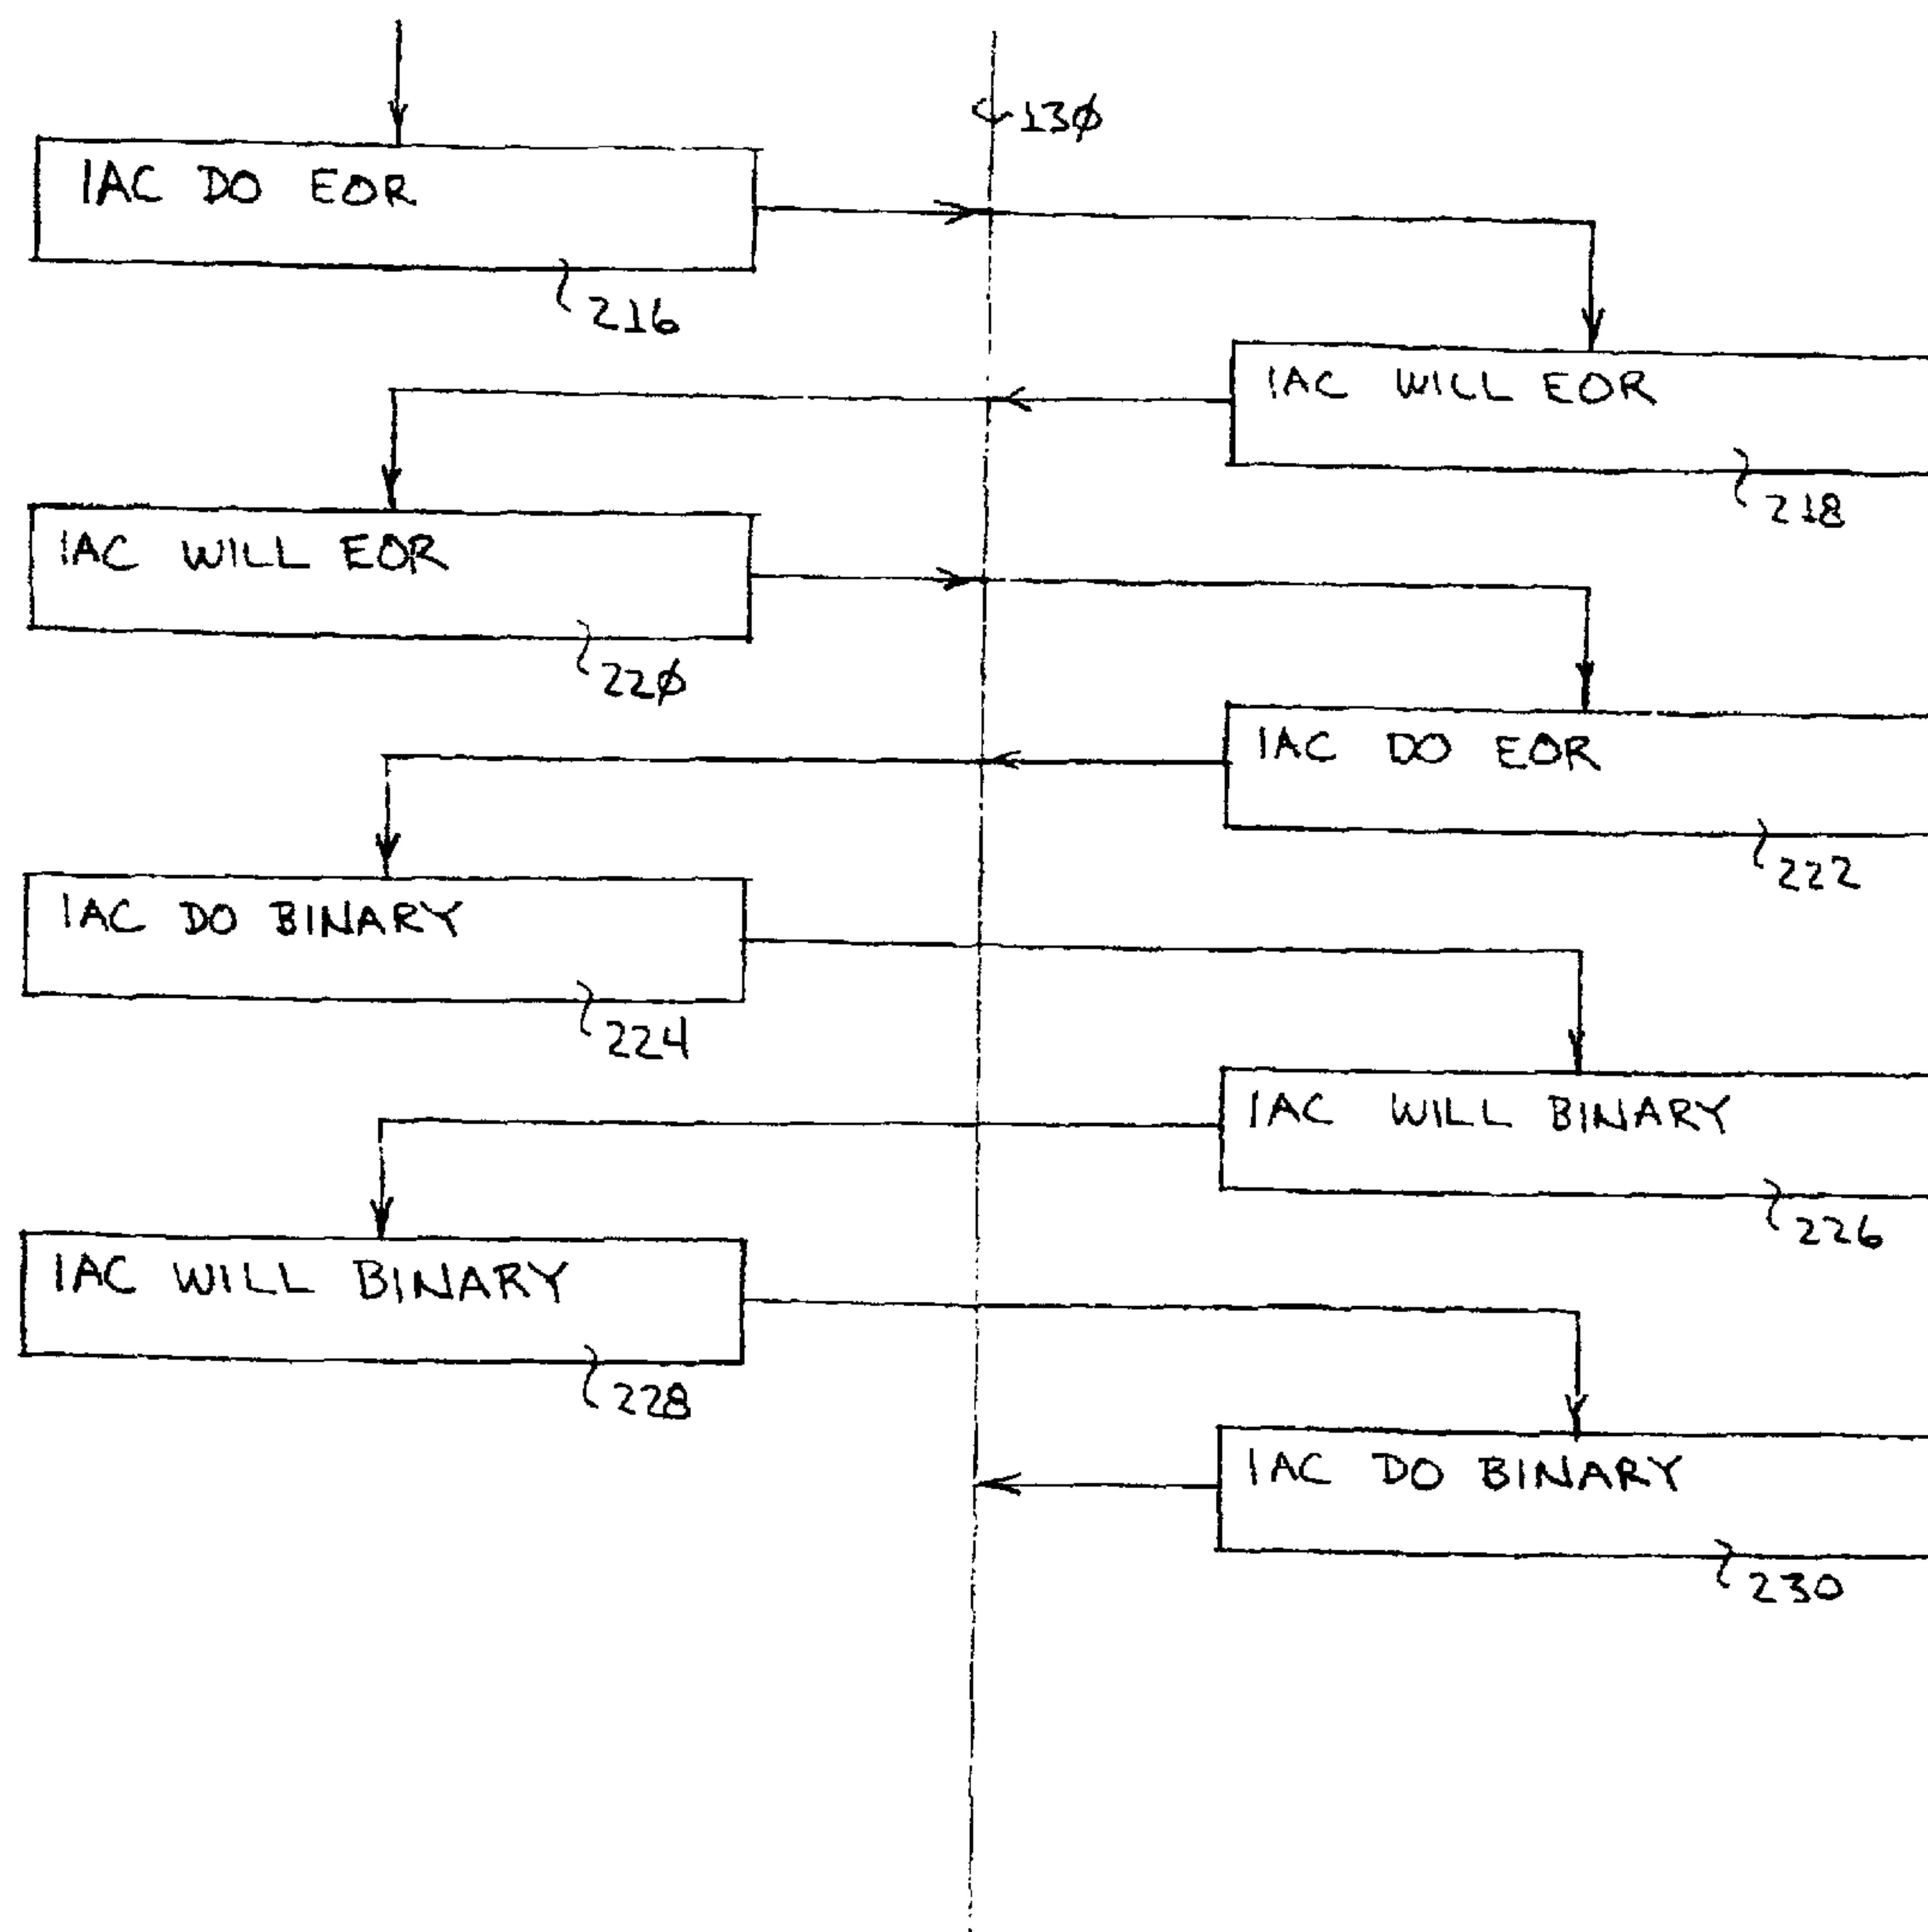 130
IAC DO EOR
216
IAC WILL EOR
218
IAC WILL EOR
220
IAC DO EOR
222
IAC DO BINARY
224
IAC WILL BINARY
226
IAC WILL BINARY
228
IAC DO BINARY
230